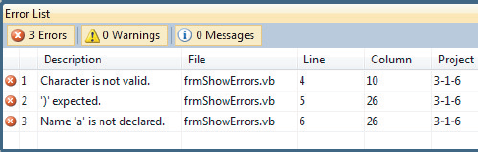 Error List
3 Errors 0 Warnings 0 Messages
Description File Line Column Project
1 Character is not valid. frmShowErrors.vb 4 10 3-1-6
2 ')' expected. frmShowErrors.vb 5 26 3-1-6
3 Name 'a' is not declared. frmShowErrors.vb 6 26 3-1-6